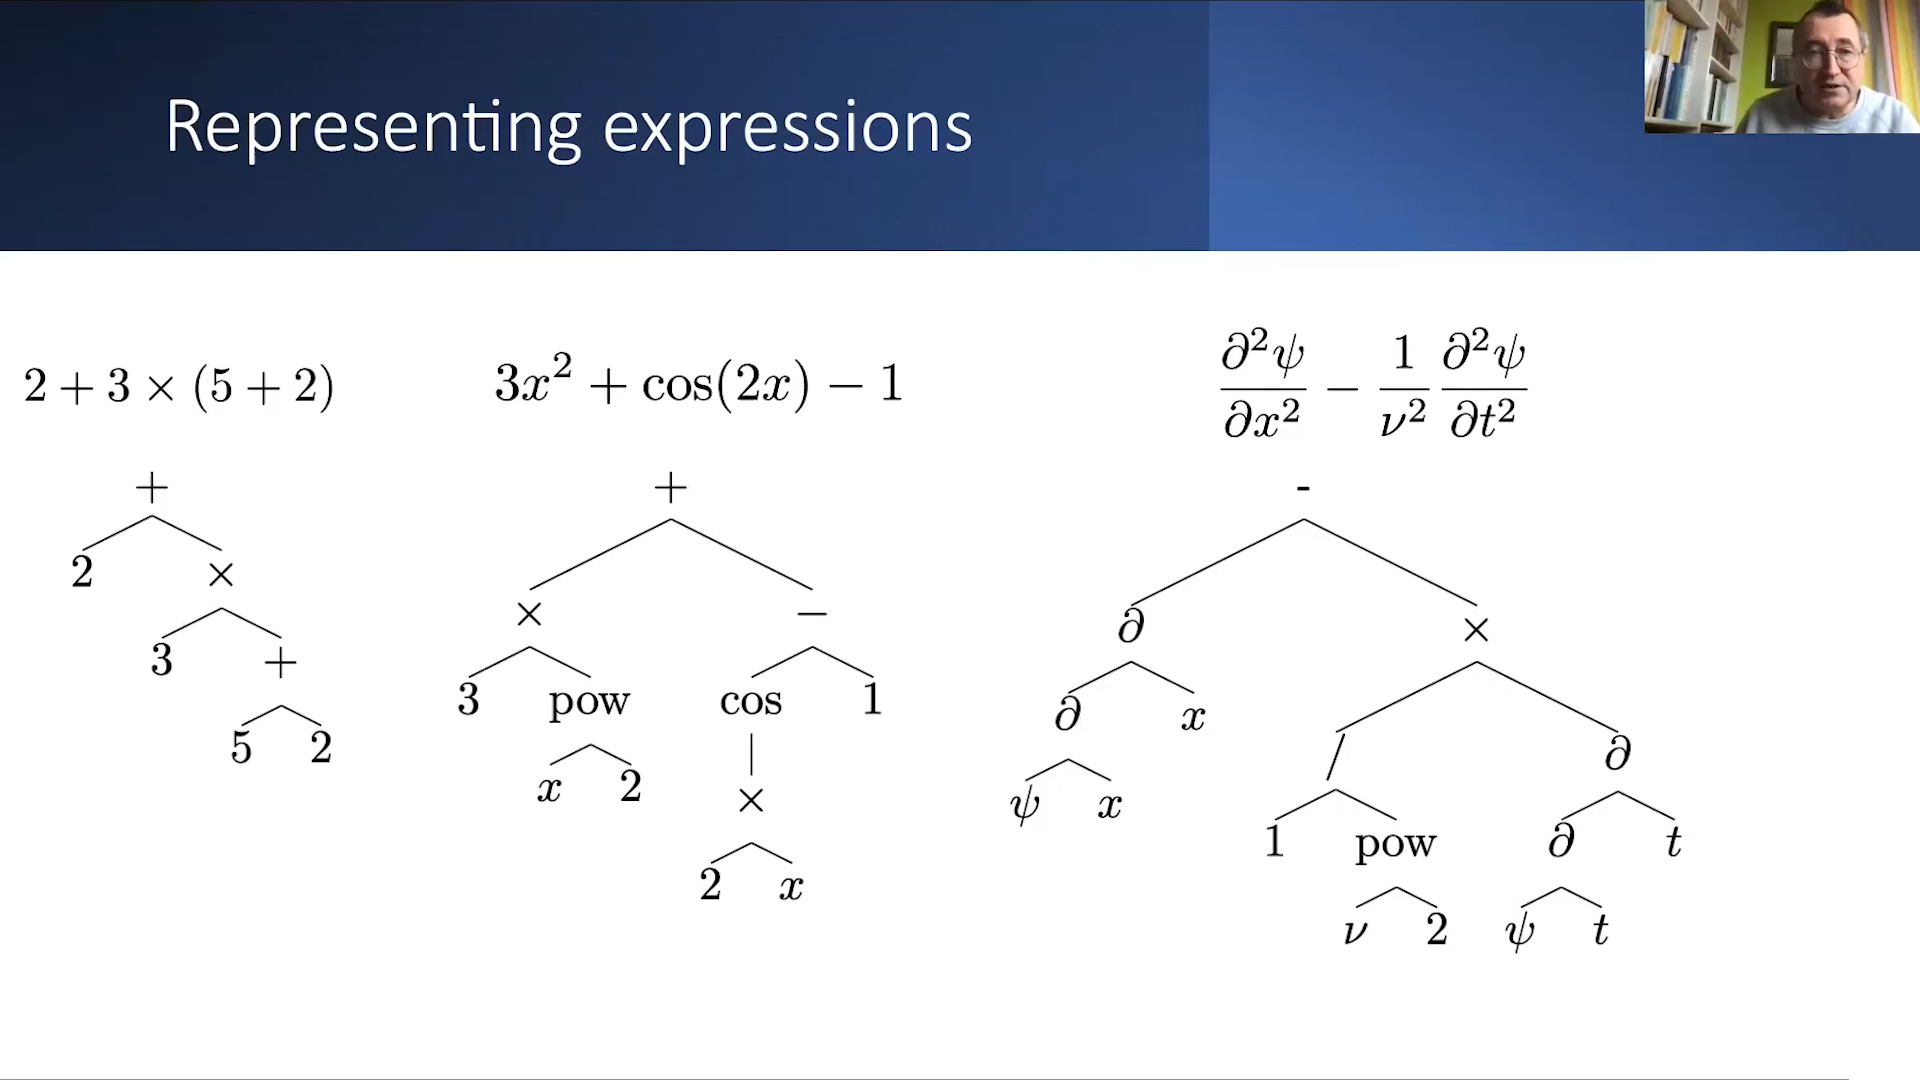 Representing expressions
2 + 3 × (5 + 2)
3x² + cos(2x) − 1
∂²ψ/∂x² − 1/ν² ∂²ψ/∂t²
+
2 ×
3 +
5 2
+
× −
3 pow cos 1
x 2 ×
2 x
-
∂ ×
∂ x / ∂
ψ x 1 pow ∂ t
ν 2 ψ t